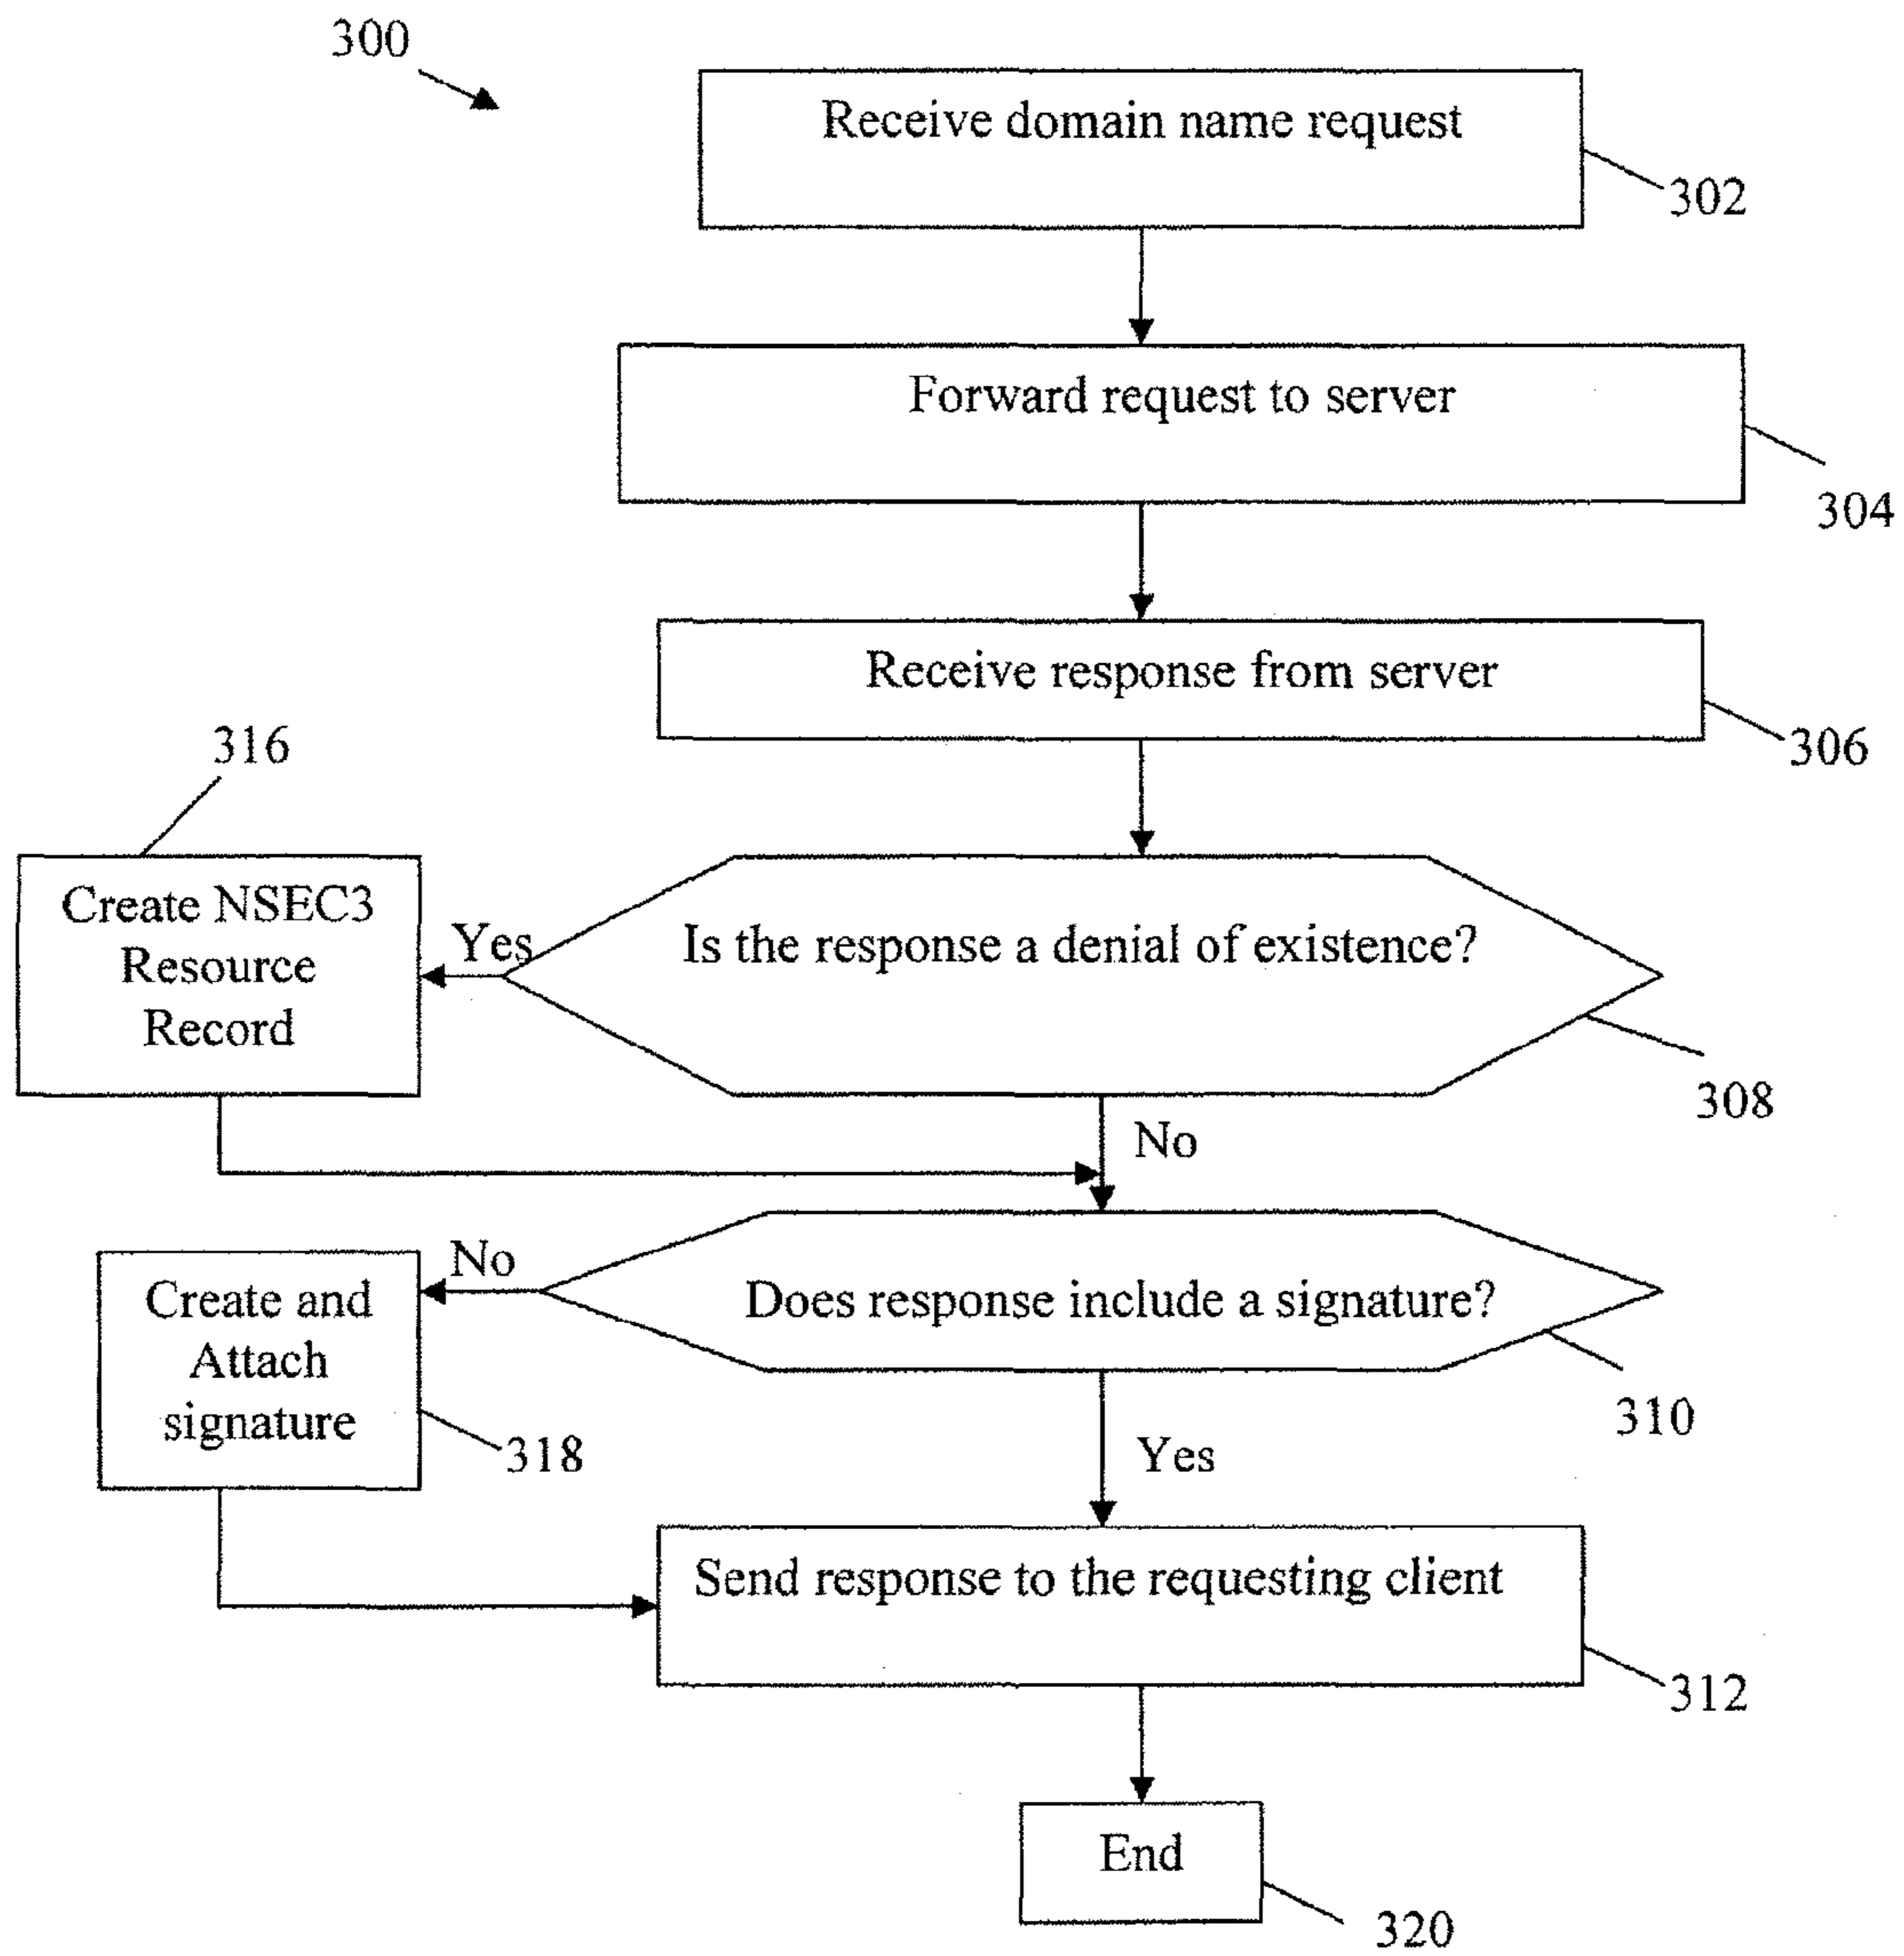 300
Receive domain name request
302
Forward request to server
304
Receive response from server
306
316
Create NSEC3
Resource
Record
Yes
Is the response a denial of existence?
308
No
No
Does response include a signature?
310
Create and
Attach
signature
318
Yes
Send response to the requesting client
312
End
320